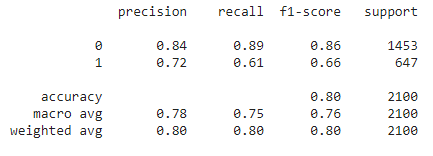 precision recall f1-score support
0 0.84 0.89 0.86 1453
1 0.72 0.61 0.66 647
accuracy 0.80 2100
macro avg 0.78 0.75 0.76 2100
weighted avg 0.80 0.80 0.80 2100